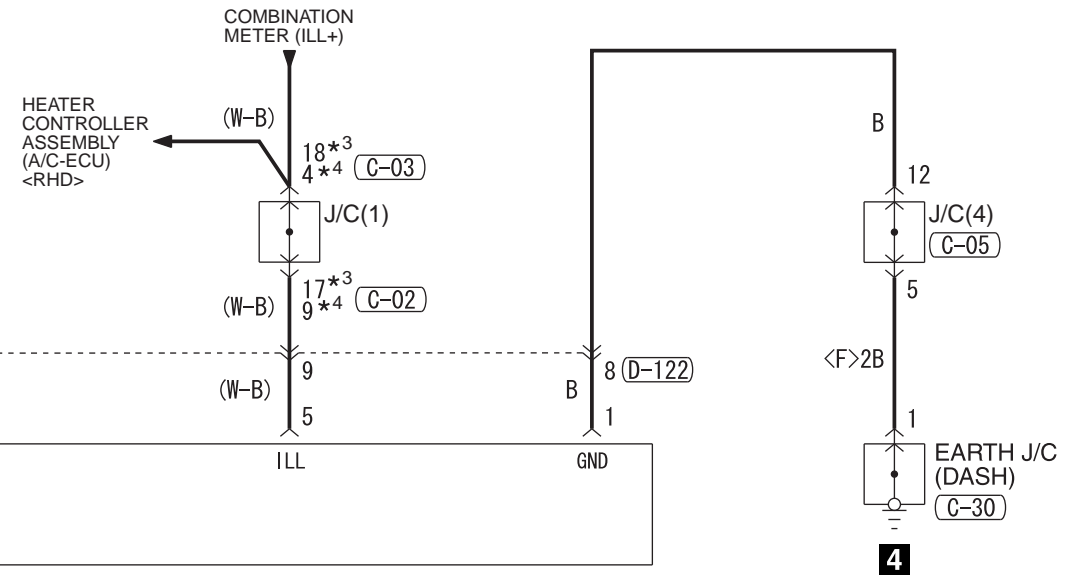 COMBINATION
METER (ILL+)
HEATER
CONTROLLER
ASSEMBLY
(A/C-ECU)
<RHD>
(W-B)
18*3
4*4
C-03
J/C(1)
17*3
9*4
C-02
(W-B)
9
(W-B)
5
ILL
B
12
J/C(4)
C-05
5
<F>2B
8
D-122
B
1
GND
1
EARTH J/C
(DASH)
C-30
4